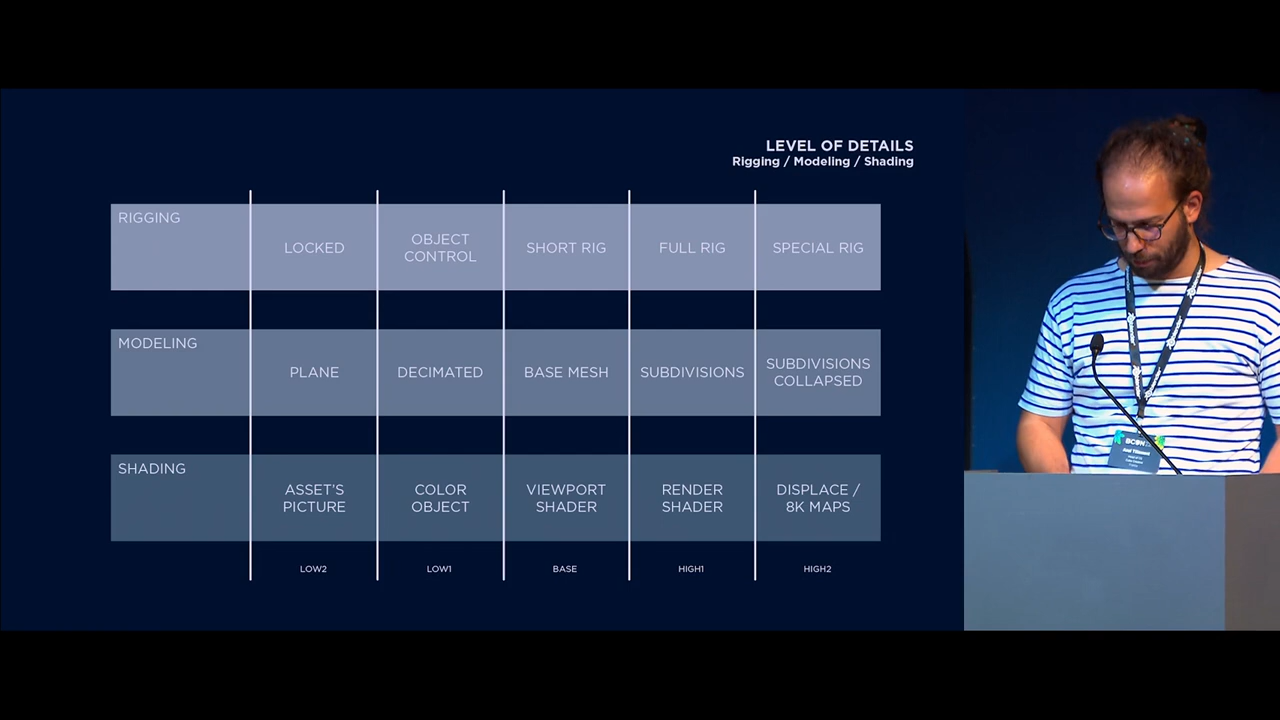 LEVEL OF DETAILS
Rigging / Modeling / Shading
RIGGING
LOCKED
OBJECT
CONTROL
SHORT RIG
FULL RIG
SPECIAL RIG
MODELING
PLANE
DECIMATED
BASE MESH
SUBDIVISIONS
SUBDIVISIONS
COLLAPSED
SHADING
ASSET'S
PICTURE
COLOR
OBJECT
VIEWPORT
SHADER
RENDER
SHADER
DISPLACE /
8K MAPS
LOW2
LOW1
BASE
HIGH1
HIGH2